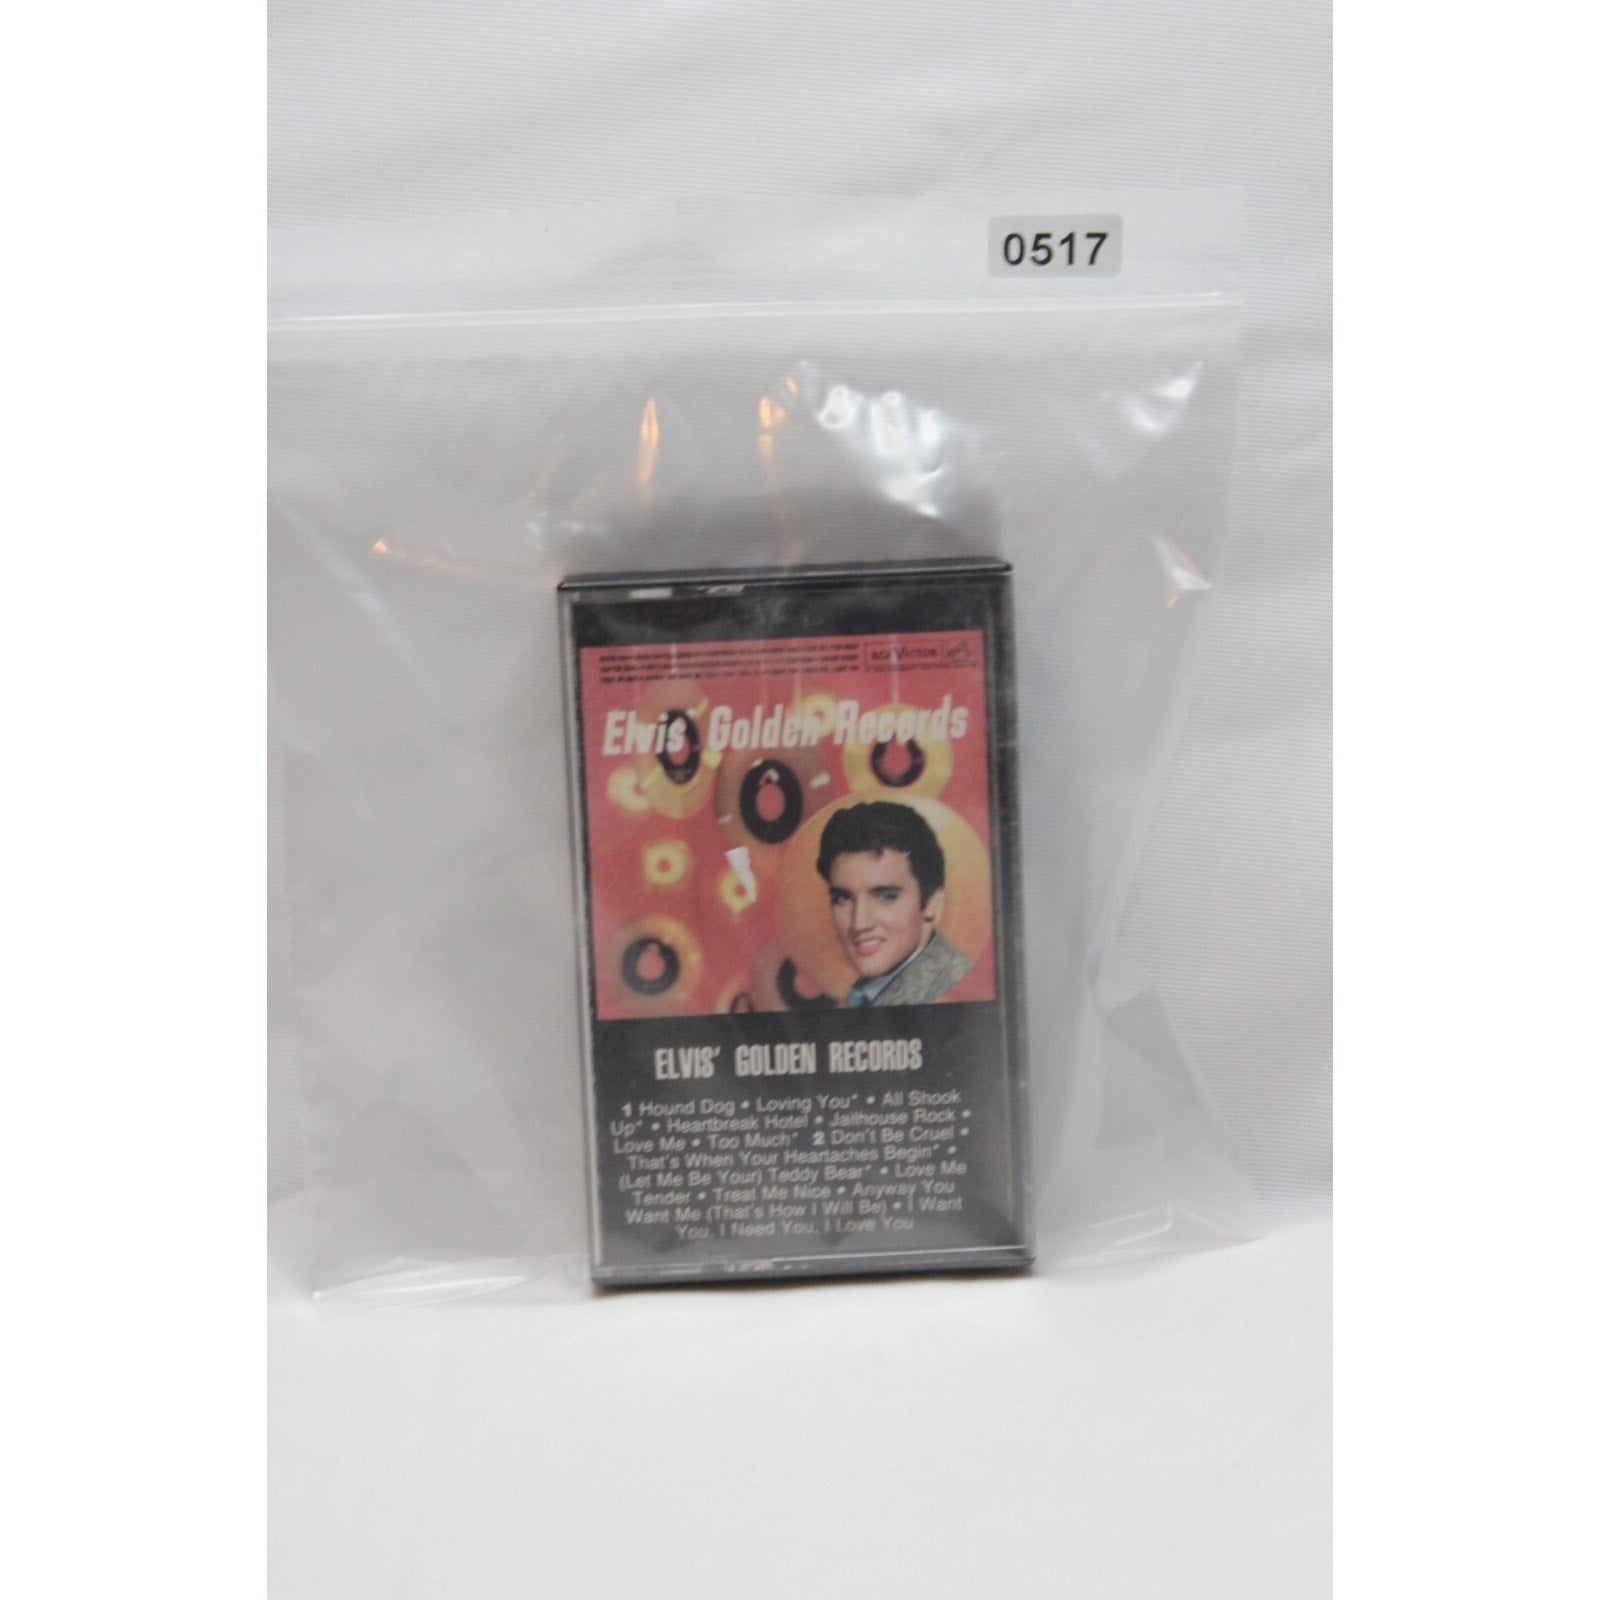 0517
RCA VICTOR
Elvis' Golden Records
ELVIS' GOLDEN RECORDS
1 Hound Dog • Loving You* • All Shook
Up* • Heartbreak Hotel • Jailhouse Rock •
Love Me • Too Much* 2 Don't Be Cruel •
That's When Your Heartaches Begin* •
(Let Me Be Your) Teddy Bear* • Love Me
Tender • Treat Me Nice • Anyway You
Want Me (That's How I Will Be) • I Want
You, I Need You, I Love You